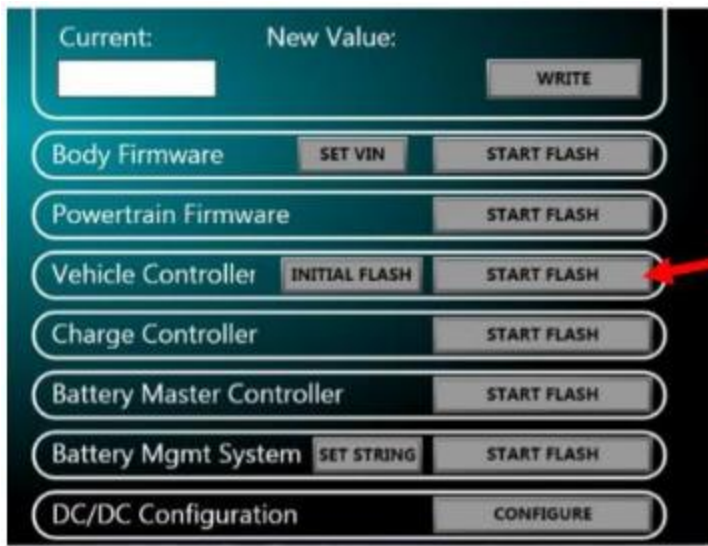 Current: New Value:
WRITE
Body Firmware SET VIN START FLASH
Powertrain Firmware START FLASH
Vehicle Controller INITIAL FLASH START FLASH
Charge Controller START FLASH
Battery Master Controller START FLASH
Battery Mgmt System SET STRING START FLASH
DC/DC Configuration CONFIGURE